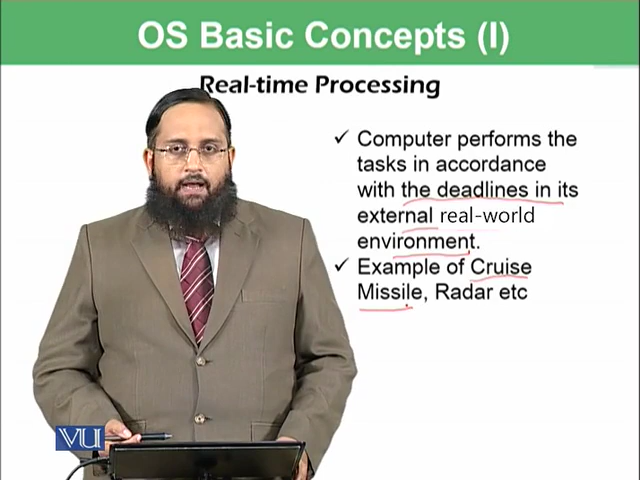 OS Basic Concepts (I)
Real-time Processing
✓ Computer performs the
tasks in accordance
with the deadlines in its
external real-world
environment.
✓ Example of Cruise
Missile, Radar etc
VU